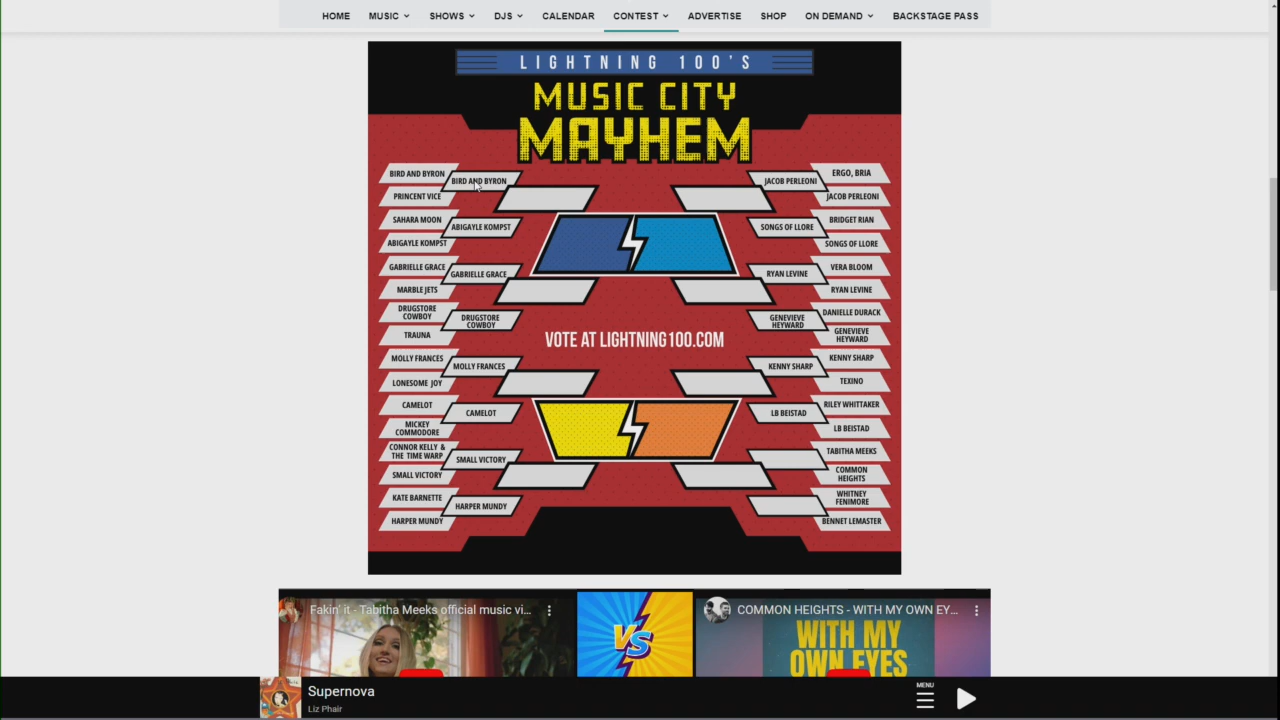 HOME MUSIC SHOWS DJS CALENDAR CONTEST ADVERTISE SHOP ON DEMAND BACKSTAGE PASS
LIGHTNING 100'S
MUSIC CITY
MAYHEM
BIRD AND BYRON
PRINCENT VICE
SAHARA MOON
ABIGAYLE KOMPST
GABRIELLE GRACE
MARBLE JETS
DRUGSTORE
COWBOY
TRAUNA
MOLLY FRANCES
LONESOME JOY
CAMELOT
MICKEY
COMMODORE
CONNOR KELLY &
THE TIME WARP
SMALL VICTORY
KATE BARNETTE
HARPER MUNDY
BIRD AND BYRON
ABIGAYLE KOMPST
GABRIELLE GRACE
DRUGSTORE
COWBOY
MOLLY FRANCES
CAMELOT
SMALL VICTORY
HARPER MUNDY
VOTE AT LIGHTNING100.COM
JACOB PERLEONI
SONGS OF LLORE
RYAN LEVINE
GENEVIEVE
HEYWARD
KENNY SHARP
LB BEISTAD
ERGO, BRIA
JACOB PERLEONI
BRIDGET RIAN
SONGS OF LLORE
VERA BLOOM
RYAN LEVINE
DANIELLE DURACK
GENEVIEVE
HEYWARD
KENNY SHARP
TEXINO
RILEY WHITTAKER
LB BEISTAD
TABITHA MEEKS
COMMON
HEIGHTS
WHITNEY
FENIMORE
BENNET LEMASTER
Fakin' it - Tabitha Meeks official music vi...
VS
COMMON HEIGHTS - WITH MY OWN EY...
WITH MY
OWN EYES
Supernova
Liz Phair
MENU